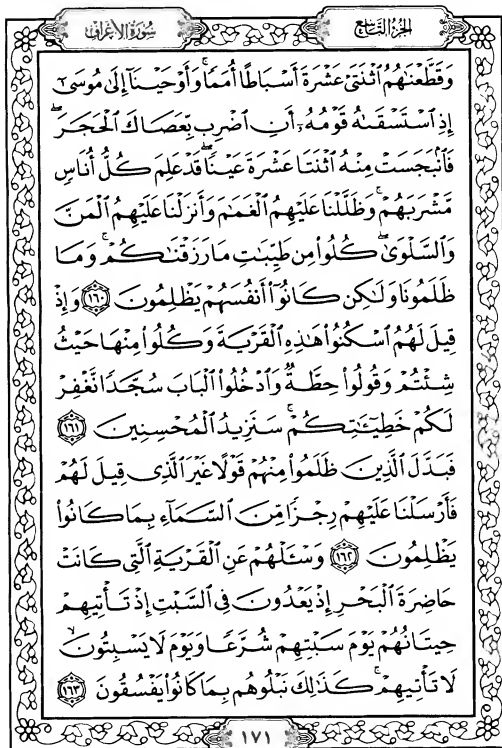 الجزء التاسع
سورة الأعراف
وَقَطَّعْنَٰهُمُ ٱثْنَتَىْ عَشْرَةَ أَسْبَاطًا أُمَمًا ۚ وَأَوْحَيْنَآ إِلَىٰ مُوسَىٰٓ
إِذِ ٱسْتَسْقَىٰهُ قَوْمُهُۥٓ أَنِ ٱضْرِب بِّعَصَاكَ ٱلْحَجَرَ ۖ
فَٱنۢبَجَسَتْ مِنْهُ ٱثْنَتَا عَشْرَةَ عَيْنًا ۖ قَدْ عَلِمَ كُلُّ أُنَاسٍ
مَّشْرَبَهُمْ ۚ وَظَلَّلْنَا عَلَيْهِمُ ٱلْغَمَٰمَ وَأَنزَلْنَا عَلَيْهِمُ ٱلْمَنَّ
وَٱلسَّلْوَىٰ ۖ كُلُوا۟ مِن طَيِّبَٰتِ مَا رَزَقْنَٰكُمْ ۚ وَمَا
ظَلَمُونَا وَلَٰكِن كَانُوٓا۟ أَنفُسَهُمْ يَظْلِمُونَ ١٦٠ وَإِذْ
قِيلَ لَهُمُ ٱسْكُنُوا۟ هَٰذِهِ ٱلْقَرْيَةَ وَكُلُوا۟ مِنْهَا حَيْثُ
شِئْتُمْ وَقُولُوا۟ حِطَّةٌ وَٱدْخُلُوا۟ ٱلْبَابَ سُجَّدًا نَّغْفِرْ
لَكُمْ خَطِيٓـَٰٔتِكُمْ ۚ سَنَزِيدُ ٱلْمُحْسِنِينَ ١٦١
فَبَدَّلَ ٱلَّذِينَ ظَلَمُوا۟ مِنْهُمْ قَوْلًا غَيْرَ ٱلَّذِى قِيلَ لَهُمْ
فَأَرْسَلْنَا عَلَيْهِمْ رِجْزًا مِّنَ ٱلسَّمَآءِ بِمَا كَانُوا۟
يَظْلِمُونَ ١٦٢ وَسْـَٔلْهُمْ عَنِ ٱلْقَرْيَةِ ٱلَّتِى كَانَتْ
حَاضِرَةَ ٱلْبَحْرِ إِذْ يَعْدُونَ فِى ٱلسَّبْتِ إِذْ تَأْتِيهِمْ
حِيتَانُهُمْ يَوْمَ سَبْتِهِمْ شُرَّعًا وَيَوْمَ لَا يَسْبِتُونَ ۙ
لَا تَأْتِيهِمْ ۚ كَذَٰلِكَ نَبْلُوهُم بِمَا كَانُوا۟ يَفْسُقُونَ ١٦٣
١٧١